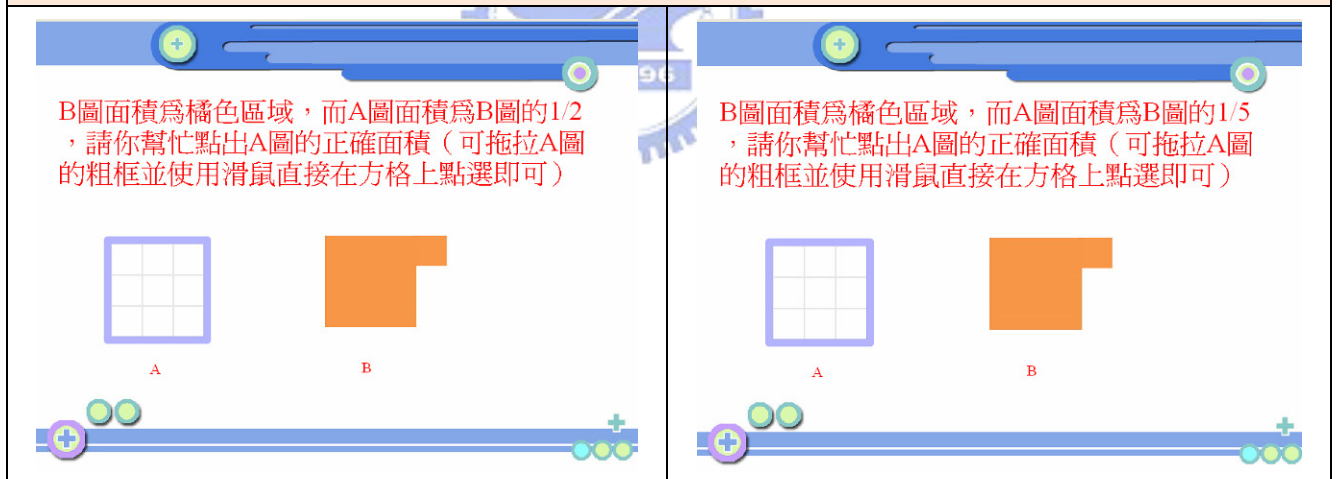 96
B圖面積爲橘色區域，而A圖面積爲B圖的1/2
，請你幫忙點出A圖的正確面積（可拖拉A圖
的粗框並使用滑鼠直接在方格上點選即可）
A
B
B圖面積爲橘色區域，而A圖面積爲B圖的1/5
，請你幫忙點出A圖的正確面積（可拖拉A圖
的粗框並使用滑鼠直接在方格上點選即可）
A
B